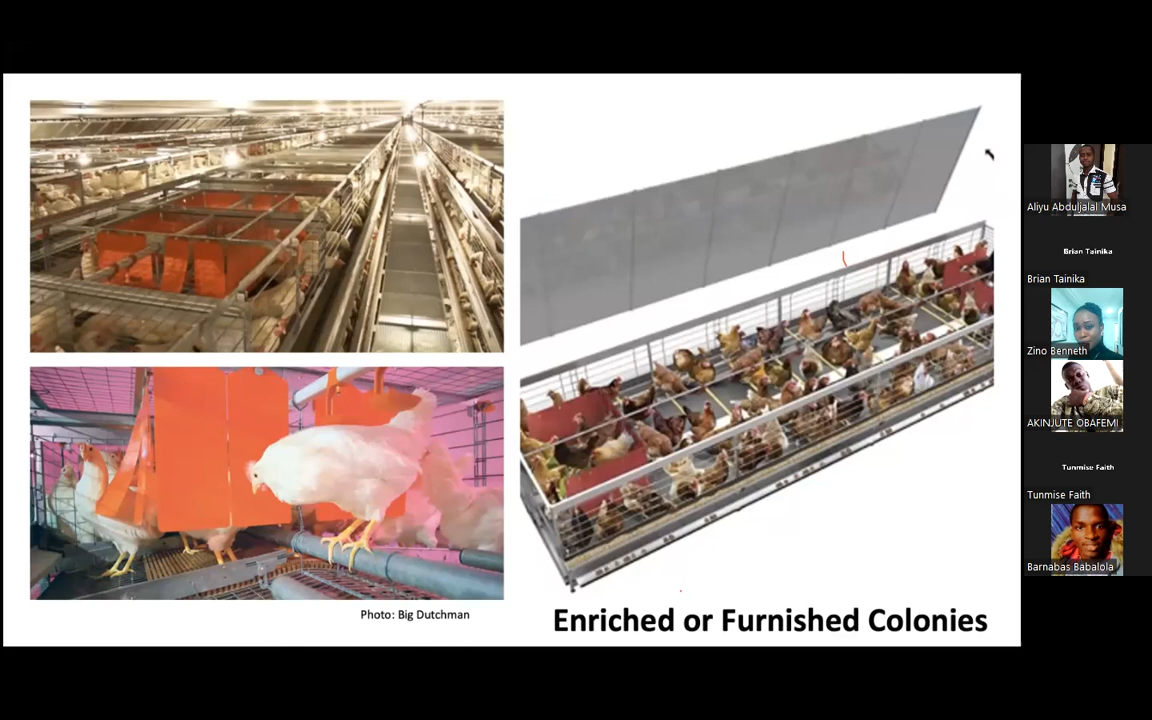 Photo: Big Dutchman
Enriched or Furnished Colonies
Aliyu Abduljalal Musa
Brian Tainika
Brian Tainika
Zino Benneth
AKINJUTE OBAFEMI
Tunmise Faith
Tunmise Faith
Barnabas Babalola